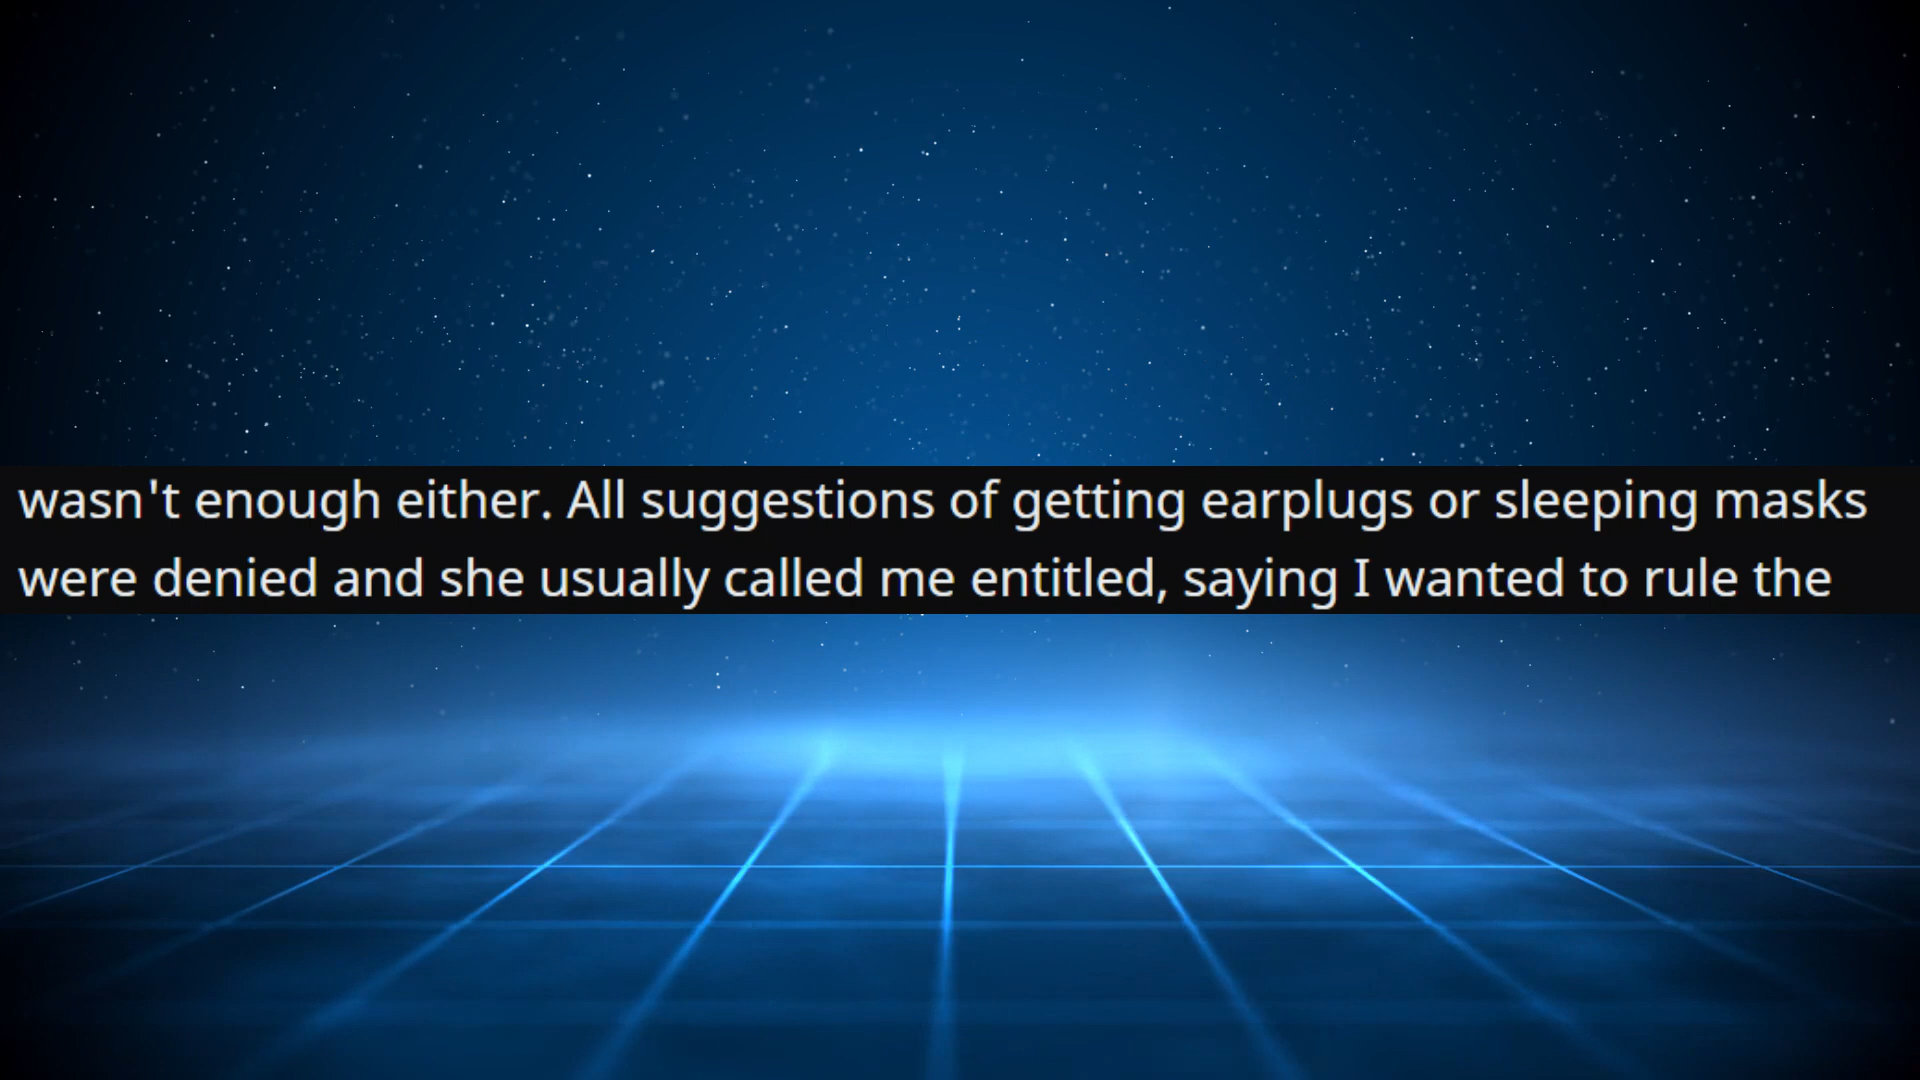 wasn't enough either. All suggestions of getting earplugs or sleeping masks
were denied and she usually called me entitled, saying I wanted to rule the